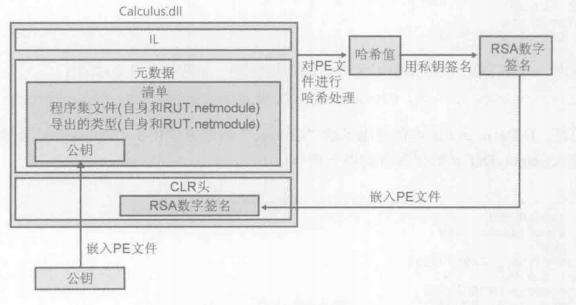 Calculus.dll
IL
元数据
清单
程序集文件(自身和RUT.netmodule)
导出的类型(自身和RUT.netmodule)
公钥
CLR头
RSA数字签名
对PE文
件进行
哈希处理
哈希值
用私钥签名
RSA数字
签名
嵌入PE文件
嵌入PE文件
公钥